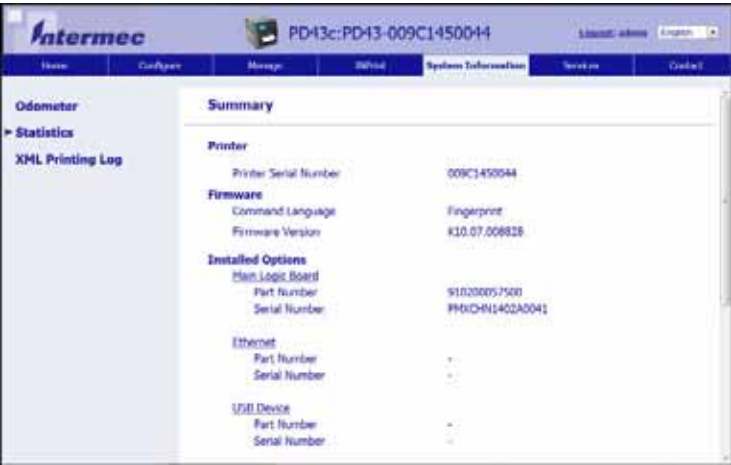 Intermec
PD43c:PD43-009C1450044
Logout: admin English
Home Configure Manage System Information Services Contact
Odometer
Statistics
XML Printing Log
Summary
Printer
Printer Serial Number 009C1450044
Firmware
Command Language Fingerprint
Firmware Version K10.07.008828
Installed Options
Main Logic Board
Part Number 910200057500
Serial Number PMXCHN1402A0041
Ethernet
Part Number -
Serial Number -
USB Device
Part Number -
Serial Number -